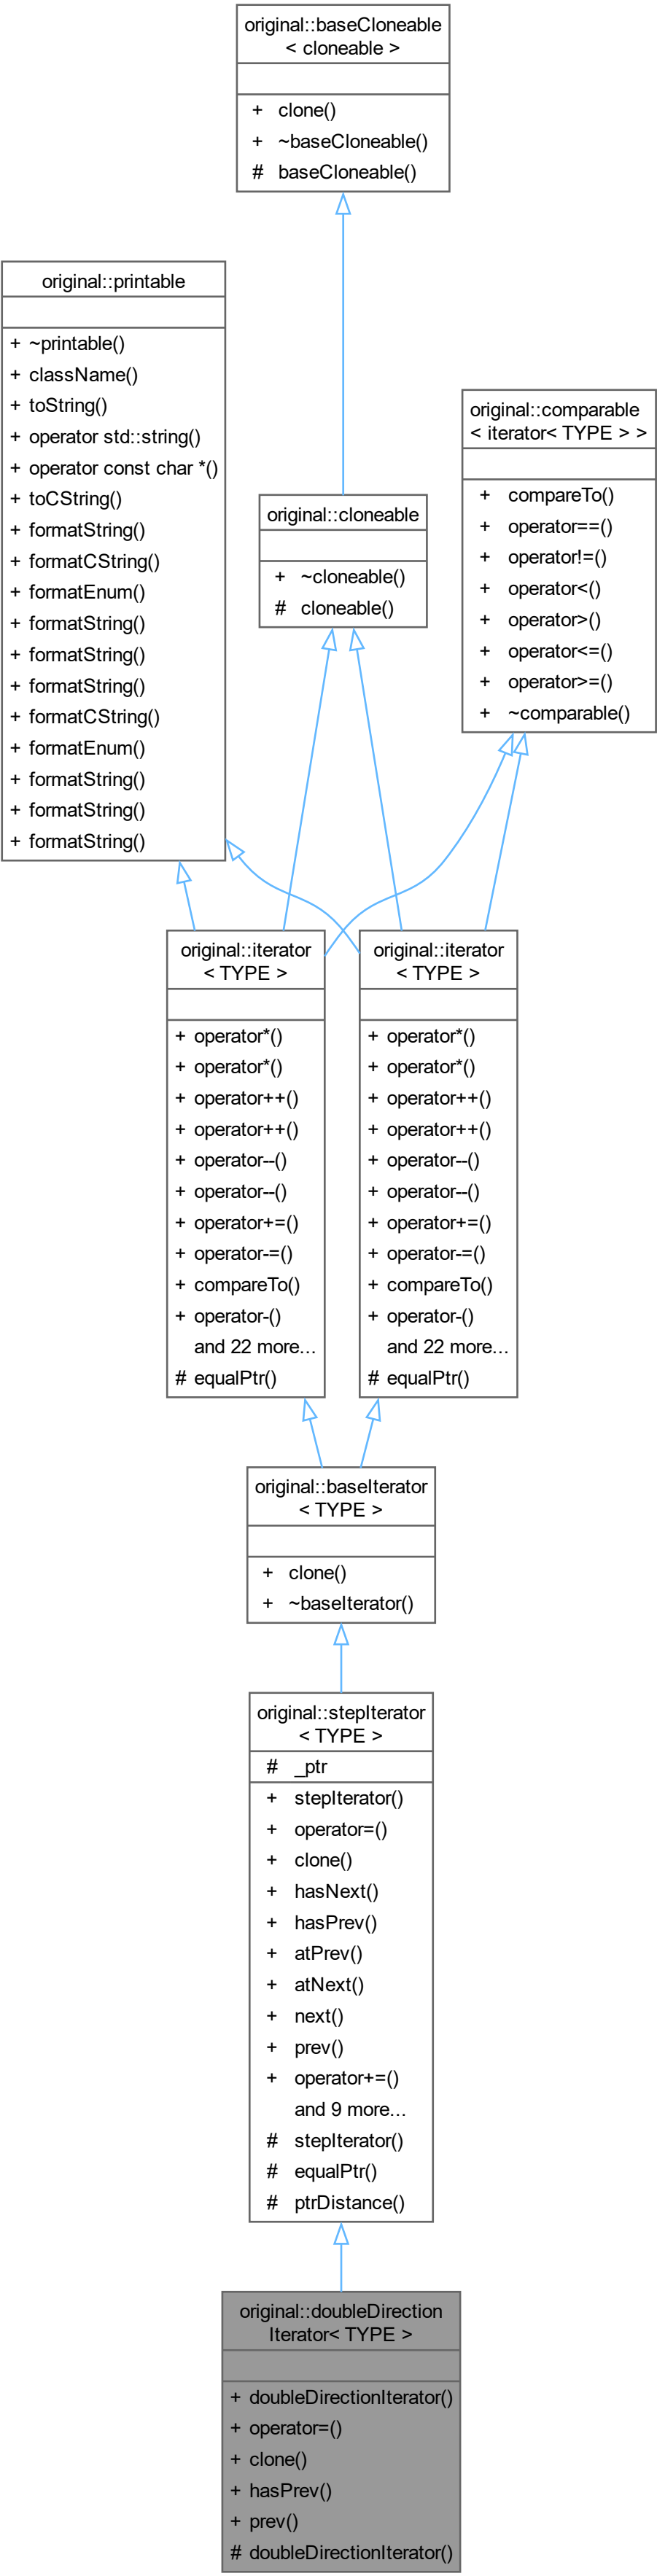 original::baseCloneable
< cloneable >
+ clone()
+ ~baseCloneable()
# baseCloneable()
original::printable
+ ~printable()
+ className()
+ toString()
+ operator std::string()
+ operator const char *()
+ toCString()
+ formatString()
+ formatCString()
+ formatEnum()
+ formatString()
+ formatString()
+ formatString()
+ formatCString()
+ formatEnum()
+ formatString()
+ formatString()
+ formatString()
original::comparable
< iterator< TYPE > >
+ compareTo()
+ operator==()
+ operator!=()
+ operator<()
+ operator>()
+ operator<=()
+ operator>=()
+ ~comparable()
original::cloneable
+ ~cloneable()
# cloneable()
original::iterator
< TYPE >
+ operator*()
+ operator*()
+ operator++()
+ operator++()
+ operator--()
+ operator--()
+ operator+=()
+ operator-=()
+ compareTo()
+ operator-()
and 22 more...
# equalPtr()
original::iterator
< TYPE >
+ operator*()
+ operator*()
+ operator++()
+ operator++()
+ operator--()
+ operator--()
+ operator+=()
+ operator-=()
+ compareTo()
+ operator-()
and 22 more...
# equalPtr()
original::baseIterator
< TYPE >
+ clone()
+ ~baseIterator()
original::stepIterator
< TYPE >
# _ptr
+ stepIterator()
+ operator=()
+ clone()
+ hasNext()
+ hasPrev()
+ atPrev()
+ atNext()
+ next()
+ prev()
+ operator+=()
and 9 more...
# stepIterator()
# equalPtr()
# ptrDistance()
original::doubleDirection
Iterator< TYPE >
+ doubleDirectionIterator()
+ operator=()
+ clone()
+ hasPrev()
+ prev()
# doubleDirectionIterator()